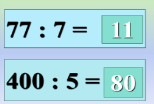 77 : 7 = 11
400 : 5 = 80